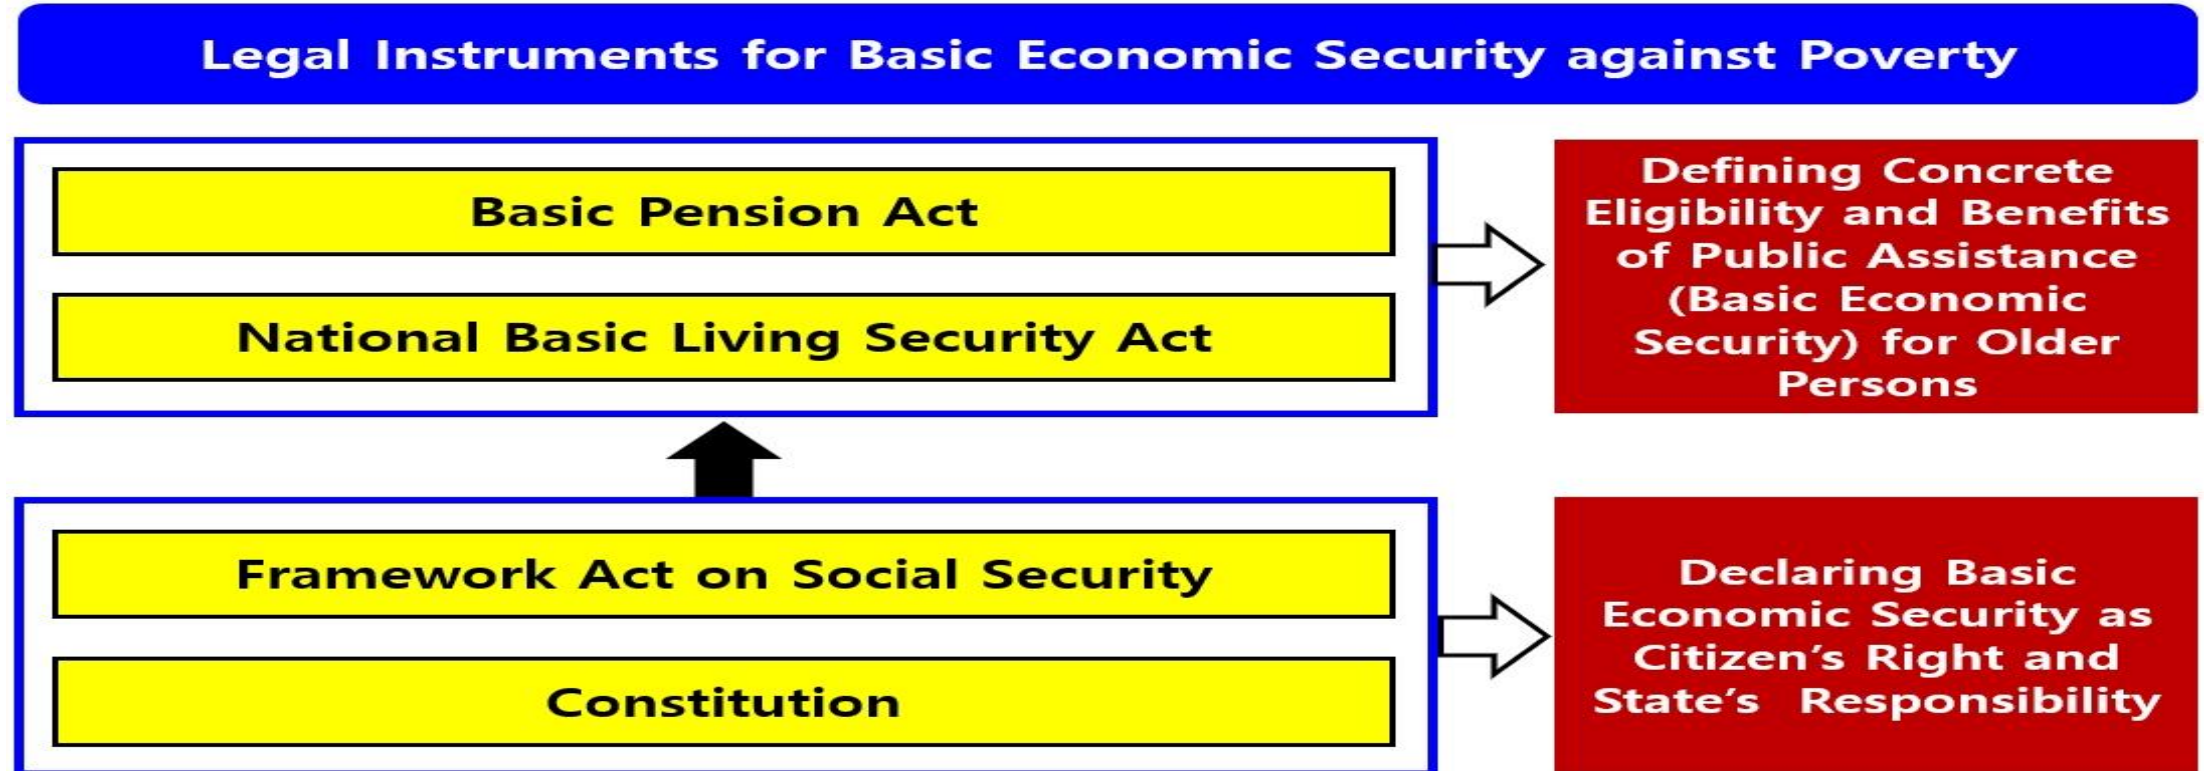 Legal Instruments for Basic Economic Security against Poverty
Basic Pension Act
National Basic Living Security Act
Defining Concrete
Eligibility and Benefits
of Public Assistance
(Basic Economic
Security) for Older
Persons
Framework Act on Social Security
Constitution
Declaring Basic
Economic Security as
Citizen’s Right and
State’s Responsibility